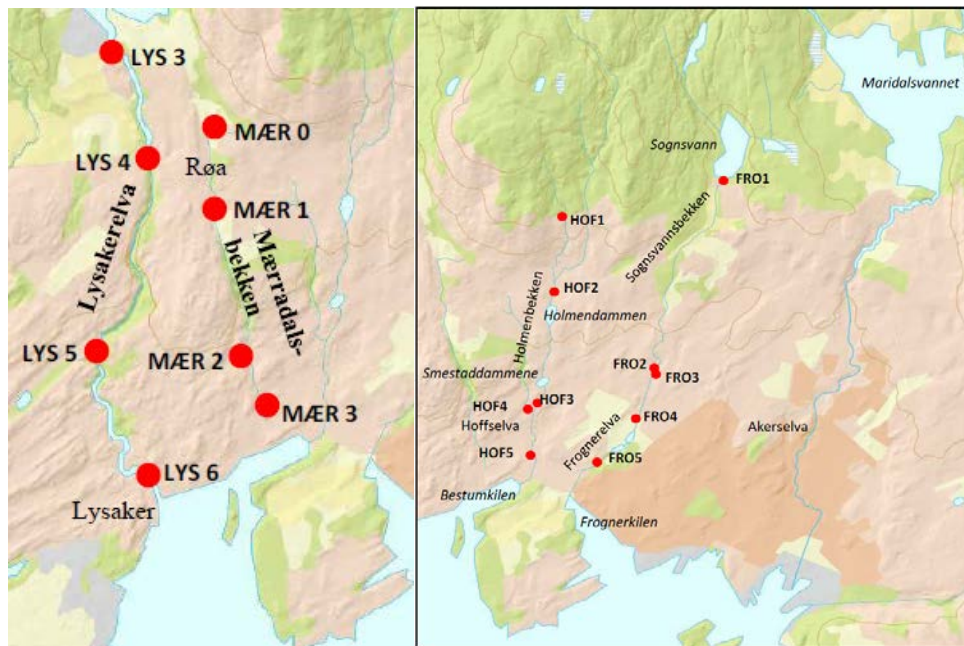 LYS 3
MÆR 0
LYS 4
Røa
MÆR 1
Lysakerelva
Mærradals-
bekken
LYS 5
MÆR 2
MÆR 3
LYS 6
Lysaker
Maridalsvannet
Sognsvann
FRO1
HOF1
Sognsvannsbekken
HOF2
Holmendammen
Holmenbekken
FRO2
FRO3
Smestaddammene
HOF3
HOF4
Hoffselva
FRO4
Akerselva
Frognerelva
HOF5
FRO5
Bestumkilen
Frognerkilen